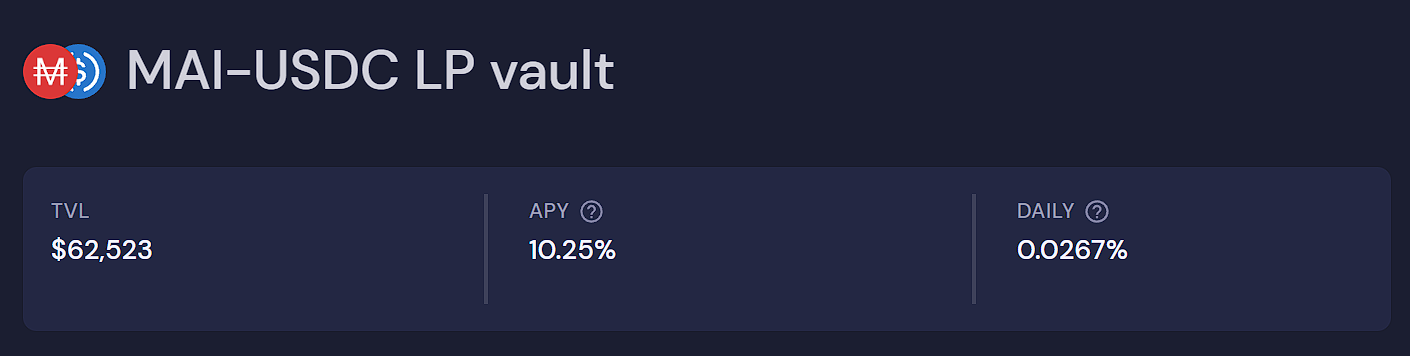 MAI-USDC LP vault
TVL
$62,523
APY
10.25%
DAILY
0.0267%